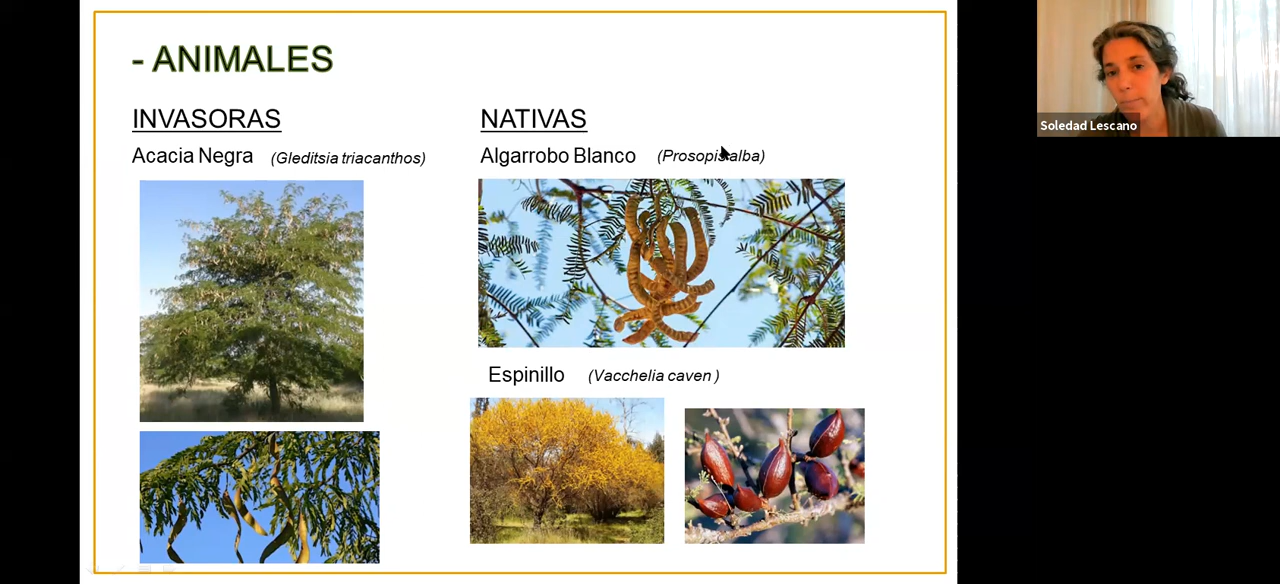 - ANIMALES
INVASORAS
Acacia Negra (Gleditsia triacanthos)
NATIVAS
Algarrobo Blanco (Prosopis alba)
Espinillo (Vacchelia caven )
Soledad Lescano